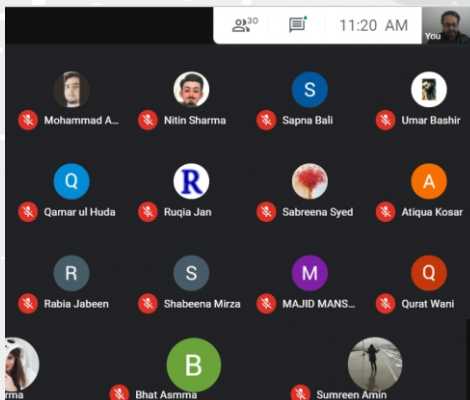 30 11:20 AM
You
Mohammad A... Nitin Sharma S Sapna Bali Umar Bashir
Q Qamar ul Huda R Ruqia Jan Sabreena Syed A Atiqua Kosar
R Rabia Jabeen S Shabeena Mirza M MAJID MANS... Q Qurat Wani
rma B Bhat Asmma Sumreen Amin